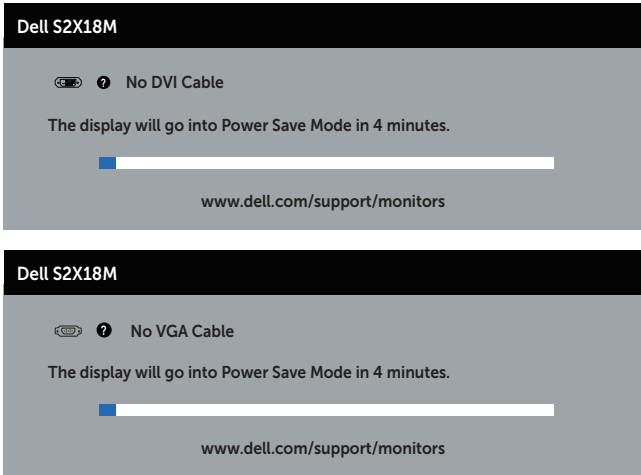 Dell S2X18M
? No DVI Cable
The display will go into Power Save Mode in 4 minutes.
www.dell.com/support/monitors
Dell S2X18M
? No VGA Cable
The display will go into Power Save Mode in 4 minutes.
www.dell.com/support/monitors